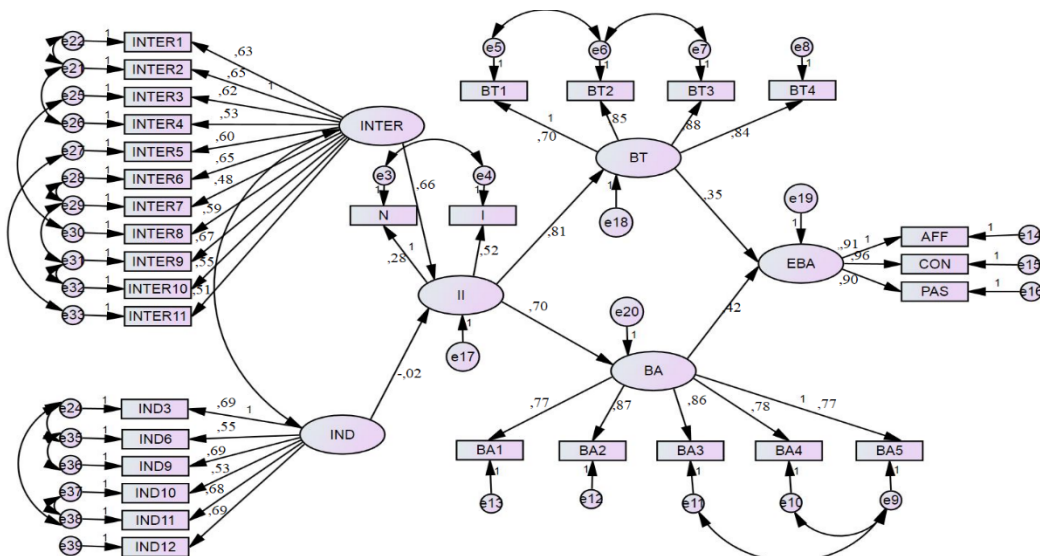 e5
e6
e7
e8
1
1
1
1
BT1
BT2
BT3
BT4
1
,70
,85
,88
,84
BT
1
e18
e22
1
INTER1
e21
1
INTER2
e25
1
INTER3
e26
1
INTER4
e27
1
INTER5
e28
1
INTER6
e29
1
INTER7
e30
1
INTER8
e31
1
INTER9
e32
1
INTER10
e33
1
INTER11
,63
,65
1
,62
,53
,60
,65
,48
,59
,67
,55
,51
INTER
e3
e4
1
1
N
I
1
,28
,52
,66
II
1
e17
-,02
,81
,70
,35
,42
e19
1
EBA
,91
1
,96
,90
AFF
1
e14
CON
1
e15
PAS
1
e16
e20
1
BA
,77
,87
,86
,78
1
,77
BA1
BA2
BA3
BA4
BA5
1
1
1
1
1
e13
e12
e11
e10
e9
e24
1
IND3
e35
1
IND6
e36
1
IND9
e37
1
IND10
e38
1
IND11
e39
1
IND12
,69
1
,55
,69
,53
,68
,69
IND